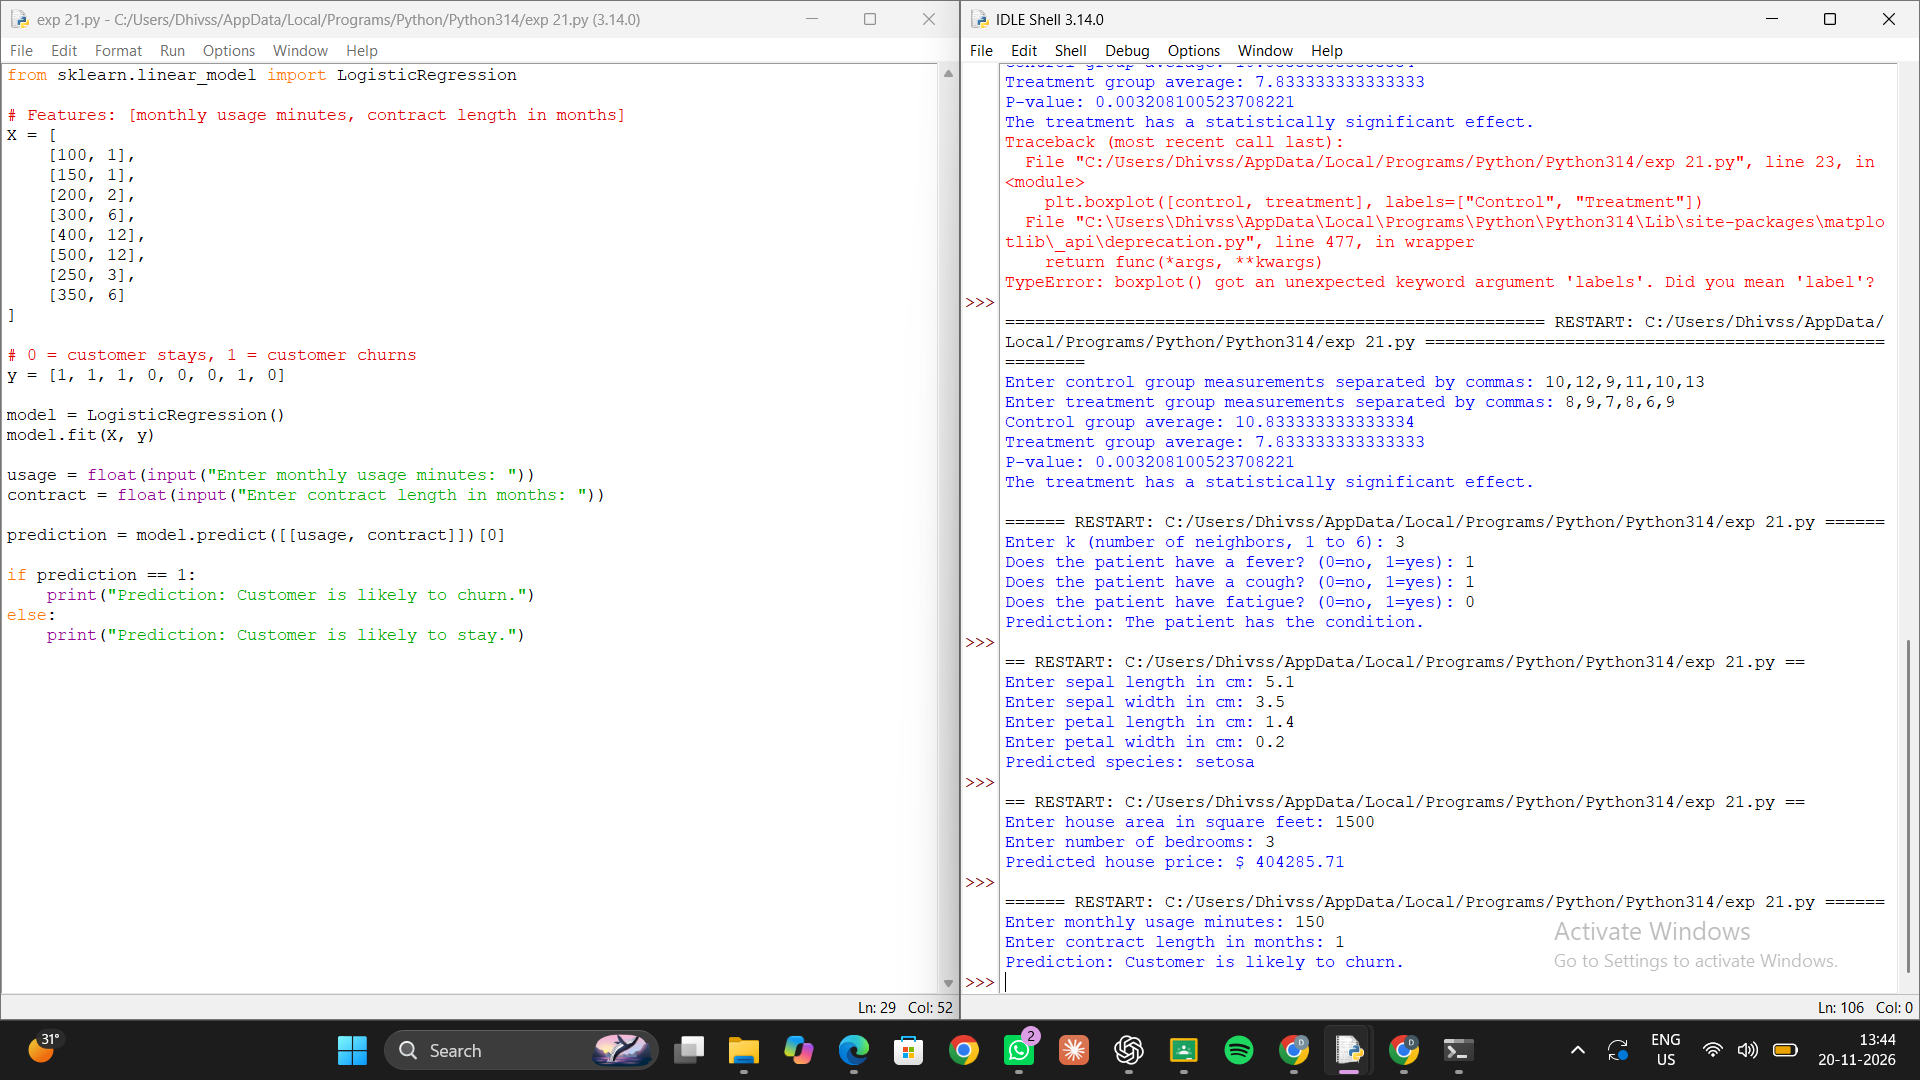 exp 21.py - C:/Users/Dhivss/AppData/Local/Programs/Python/Python314/exp 21.py (3.14.0)
File Edit Format Run Options Window Help
from sklearn.linear_model import LogisticRegression
# Features: [monthly usage minutes, contract length in months]
X = [
    [100, 1],
    [150, 1],
    [200, 2],
    [300, 6],
    [400, 12],
    [500, 12],
    [250, 3],
    [350, 6]
]
# 0 = customer stays, 1 = customer churns
y = [1, 1, 1, 0, 0, 0, 1, 0]
model = LogisticRegression()
model.fit(X, y)
usage = float(input("Enter monthly usage minutes: "))
contract = float(input("Enter contract length in months: "))
prediction = model.predict([[usage, contract]])[0]
if prediction == 1:
    print("Prediction: Customer is likely to churn.")
else:
    print("Prediction: Customer is likely to stay.")
Ln: 29 Col: 52
IDLE Shell 3.14.0
File Edit Shell Debug Options Window Help
Treatment group average: 7.833333333333333
P-value: 0.003208100523708221
The treatment has a statistically significant effect.
Traceback (most recent call last):
  File "C:/Users/Dhivss/AppData/Local/Programs/Python/Python314/exp 21.py", line 23, in
<module>
    plt.boxplot([control, treatment], labels=["Control", "Treatment"])
  File "C:\Users\Dhivss\AppData\Local\Programs\Python\Python314\Lib\site-packages\matplo
tlib\_api\deprecation.py", line 477, in wrapper
    return func(*args, **kwargs)
TypeError: boxplot() got an unexpected keyword argument 'labels'. Did you mean 'label'?
>>>
====================================================== RESTART: C:/Users/Dhivss/AppData/
Local/Programs/Python/Python314/exp 21.py ==============================================
========
Enter control group measurements separated by commas: 10,12,9,11,10,13
Enter treatment group measurements separated by commas: 8,9,7,8,6,9
Control group average: 10.833333333333334
Treatment group average: 7.833333333333333
P-value: 0.003208100523708221
The treatment has a statistically significant effect.
====== RESTART: C:/Users/Dhivss/AppData/Local/Programs/Python/Python314/exp 21.py ======
Enter k (number of neighbors, 1 to 6): 3
Does the patient have a fever? (0=no, 1=yes): 1
Does the patient have a cough? (0=no, 1=yes): 1
Does the patient have fatigue? (0=no, 1=yes): 0
Prediction: The patient has the condition.
>>>
== RESTART: C:/Users/Dhivss/AppData/Local/Programs/Python/Python314/exp 21.py ==
Enter sepal length in cm: 5.1
Enter sepal width in cm: 3.5
Enter petal length in cm: 1.4
Enter petal width in cm: 0.2
Predicted species: setosa
>>>
== RESTART: C:/Users/Dhivss/AppData/Local/Programs/Python/Python314/exp 21.py ==
Enter house area in square feet: 1500
Enter number of bedrooms: 3
Predicted house price: $ 404285.71
>>>
====== RESTART: C:/Users/Dhivss/AppData/Local/Programs/Python/Python314/exp 21.py ======
Enter monthly usage minutes: 150
Enter contract length in months: 1
Prediction: Customer is likely to churn.
>>>
Activate Windows
Go to Settings to activate Windows.
Ln: 106 Col: 0
31°
Search
2
D
D
ENG
US
13:44
20-11-2026